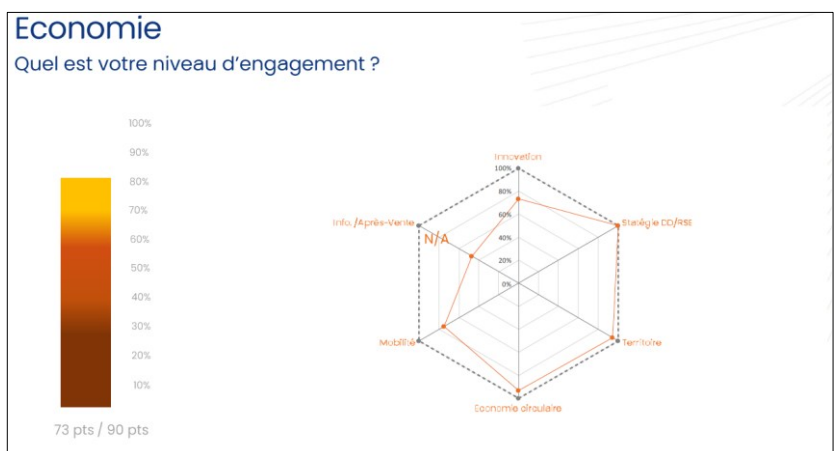 Economie
Quel est votre niveau d'engagement ?
100%
90%
80%
70%
60%
50%
40%
30%
20%
10%
73 pts / 90 pts
Innovation
100%
80%
60%
40%
20%
0%
Info. /Après-Vente
N/A
Stratégie DD/RSE
Mobilité
Territoire
Economie circulaire